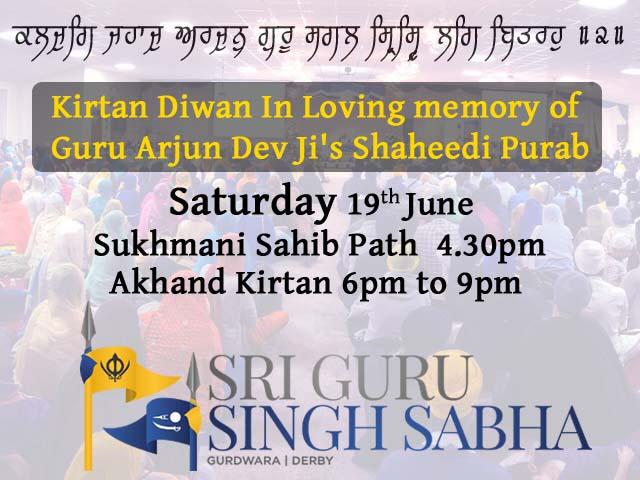 ਕਲਜੁਗਿ ਜਹਾਜੁ ਅਰਜੁਨੁ ਗੁਰੂ ਸਗਲ ਸ੍ਰਿਸ੍ਟਿ ਲਗਿ ਬਿਤਰਹੁ ॥੨॥
Kirtan Diwan In Loving memory of
Guru Arjun Dev Ji's Shaheedi Purab
Saturday 19th June
Sukhmani Sahib Path 4.30pm
Akhand Kirtan 6pm to 9pm
SRI GURU
SINGH SABHA
GURDWARA | DERBY